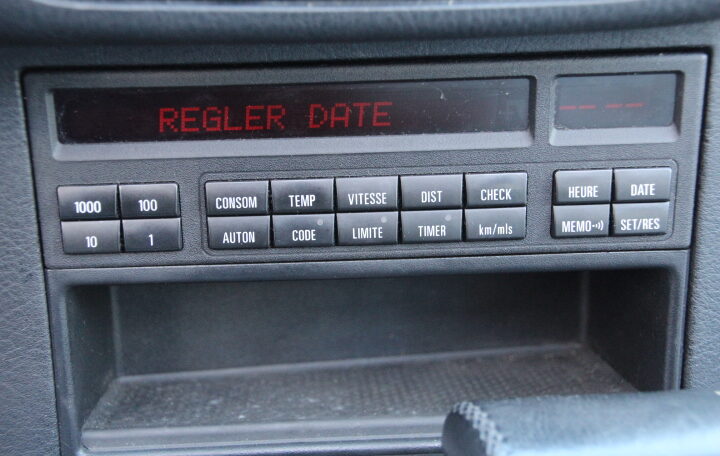 REGLER DATE -- --
1000 100 CONSOM TEMP VITESSE DIST CHECK HEURE DATE
10 1 AUTON CODE LIMITE TIMER km/mls MEMO·)) SET/RES